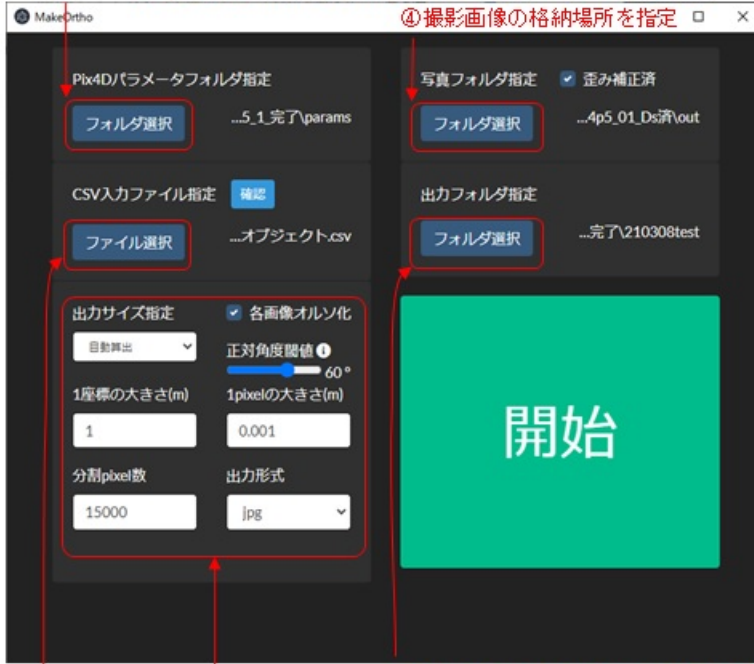 MakeOrtho
④撮影画像の格納場所を指定
Pix4Dパラメータフォルダ指定
フォルダ選択
...5_1_完了\params
写真フォルダ指定
歪み補正済
フォルダ選択
...4p5_01_Ds済\out
CSV入力ファイル指定
確認
ファイル選択
...オブジェクト.csv
出力フォルダ指定
フォルダ選択
...完了\210308test
出力サイズ指定
各画像オルソ化
自動算出
正対角度閾値
60°
1座標の大きさ(m)
1pixelの大きさ(m)
1
0.001
分割pixel数
出力形式
15000
jpg
開始